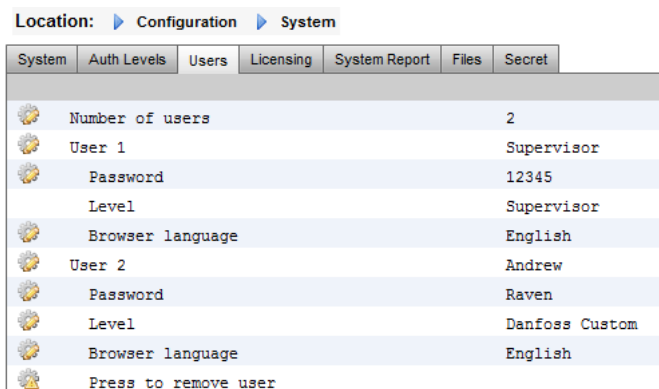 Location: Configuration System
System Auth Levels Users Licensing System Report Files Secret
Number of users 2
User 1 Supervisor
Password 12345
Level Supervisor
Browser language English
User 2 Andrew
Password Raven
Level Danfoss Custom
Browser language English
Press to remove user